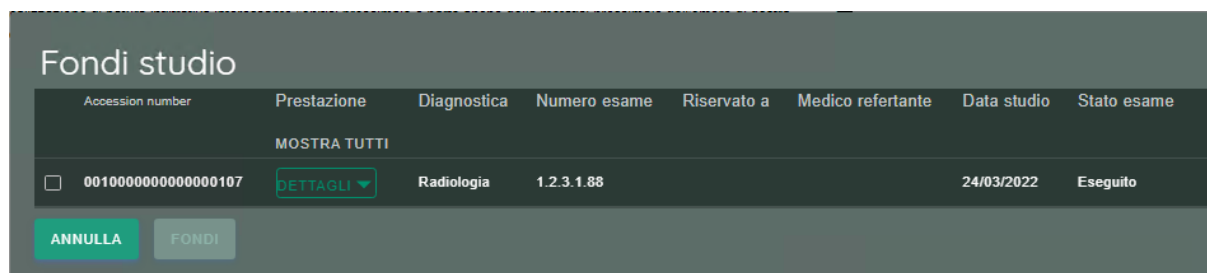 Fondi studio
Accession number Prestazione Diagnostica Numero esame Riservato a Medico refertante Data studio Stato esame
MOSTRA TUTTI
0010000000000000107 DETTAGLI Radiologia 1.2.3.1.88 24/03/2022 Eseguito
ANNULLA FONDI